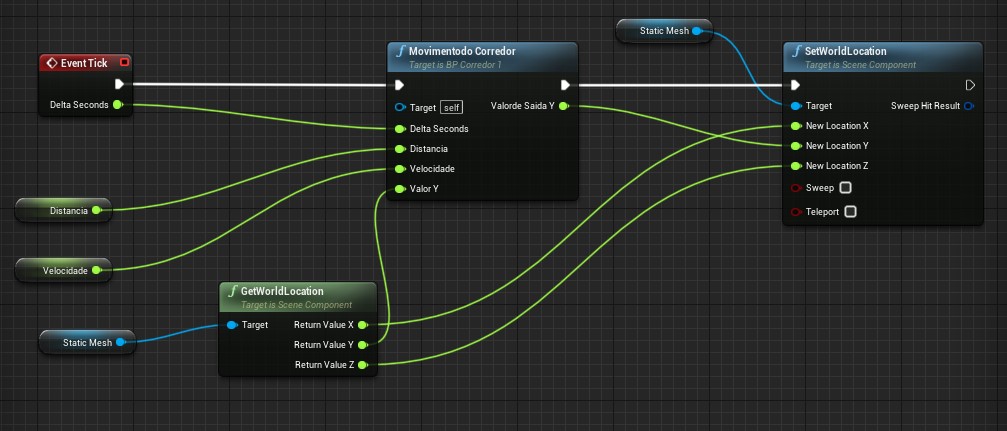 Event Tick
Delta Seconds
Distancia
Velocidade
Static Mesh
GetWorldLocation
Target is Scene Component
Target
Return Value X
Return Value Y
Return Value Z
Movimentodo Corredor
Target is BP Corredor 1
Target self
Valorde Saida Y
Delta Seconds
Distancia
Velocidade
Valor Y
Static Mesh
SetWorldLocation
Target is Scene Component
Target
Sweep Hit Result
New Location X
New Location Y
New Location Z
Sweep
Teleport